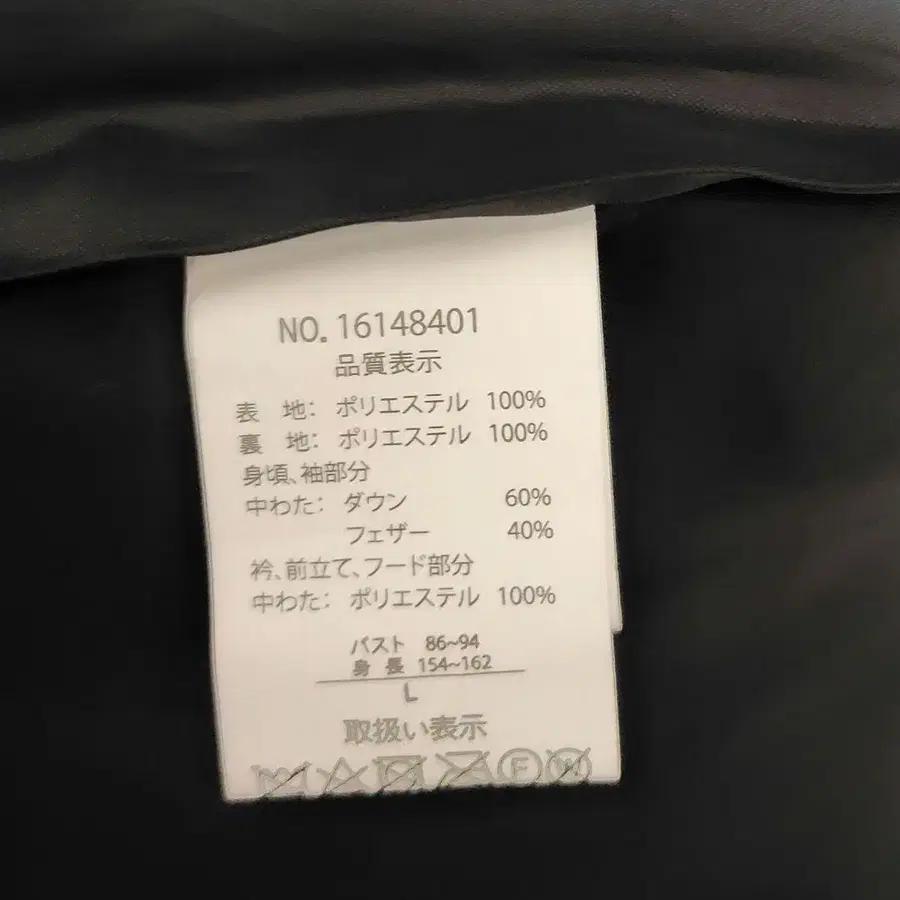 NO. 16148401
品質表示
表 地: ポリエステル 100%
裏 地: ポリエステル 100%
身頃、袖部分
中わた: ダウン 60%
フェザー 40%
衿、前立て、フード部分
中わた: ポリエステル 100%
バスト 86~94
身 長 154~162
L
取扱い表示
F W